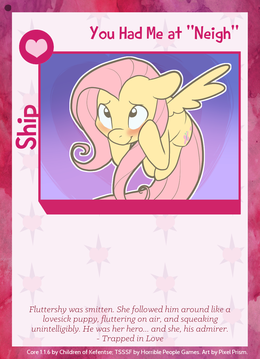 You Had Me at "Neigh"
Ship
Fluttershy was smitten. She followed him around like a
lovesick puppy, fluttering on air, and squeaking
unintelligibly. He was her hero... and she, his admirer.
- Trapped in Love
Core 1.1.6 by Children of Kefentse, TSSSF by Horrible People Games. Art by Pixel Prism.